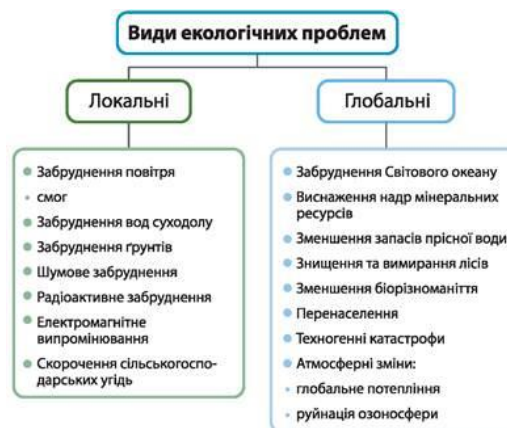 Види екологічних проблем
Локальні
Глобальні
Забруднення повітря
смог
Забруднення вод суходолу
Забруднення ґрунтів
Шумове забруднення
Радіоактивне забруднення
Електромагнітне
випромінювання
Скорочення сільськогоспо-
дарських угідь
Забруднення Світового океану
Виснаження надр мінеральних
ресурсів
Зменшення запасів прісної води
Знищення та вимирання лісів
Зменшення біорізноманіття
Перенаселення
Техногенні катастрофи
Атмосферні зміни:
глобальне потепління
руйнація озоносфери